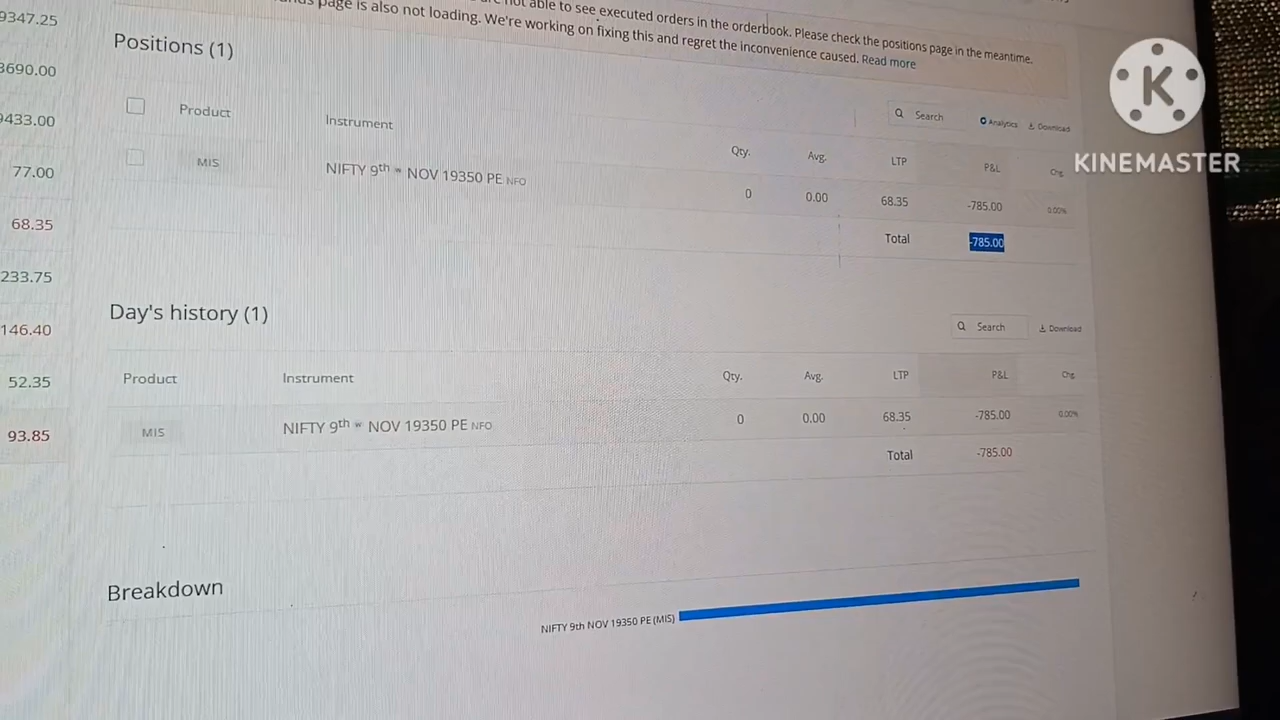 not able to see executed orders in the orderbook. Please check the positions page in the meantime.
page is also not loading. We're working on fixing this and regret the inconvenience caused. Read more
9347.25
3690.00
9433.00
77.00
68.35
233.75
146.40
52.35
93.85
Positions (1)
Search Analytics Download
Product Instrument Qty. Avg. LTP P&L Chg.
MIS NIFTY 9th w NOV 19350 PE NFO 0 0.00 68.35 -785.00 0.00%
Total -785.00
Day's history (1)
Search Download
Product Instrument Qty. Avg. LTP P&L Chg.
MIS NIFTY 9th w NOV 19350 PE NFO 0 0.00 68.35 -785.00 0.00%
Total -785.00
Breakdown
NIFTY 9th NOV 19350 PE (MIS)
K
KINEMASTER